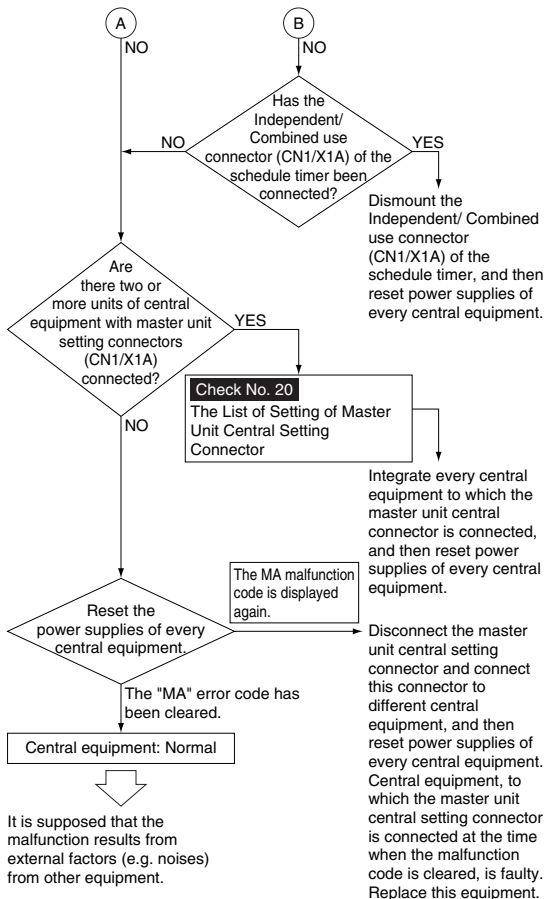 A
NO
B
NO
Has the
Independent/
Combined use
connector (CN1/X1A) of the
schedule timer been
connected?
NO
YES
Dismount the
Independent/ Combined
use connector
(CN1/X1A) of the
schedule timer, and then
reset power supplies of
every central equipment.
Are
there two or
more units of central
equipment with master unit
setting connectors
(CN1/X1A)
connected?
YES
NO
Check No. 20
The List of Setting of Master
Unit Central Setting
Connector
Integrate every central
equipment to which the
master unit central
connector is connected,
and then reset power
supplies of every central
equipment.
Reset the
power supplies of every
central equipment.
The MA malfunction
code is displayed
again.
Disconnect the master
unit central setting
connector and connect
this connector to
different central
equipment, and then
reset power supplies of
every central equipment.
Central equipment, to
which the master unit
central setting connector
is connected at the time
when the malfunction
code is cleared, is faulty.
Replace this equipment.
The "MA" error code has
been cleared.
Central equipment: Normal
It is supposed that the
malfunction results from
external factors (e.g. noises)
from other equipment.